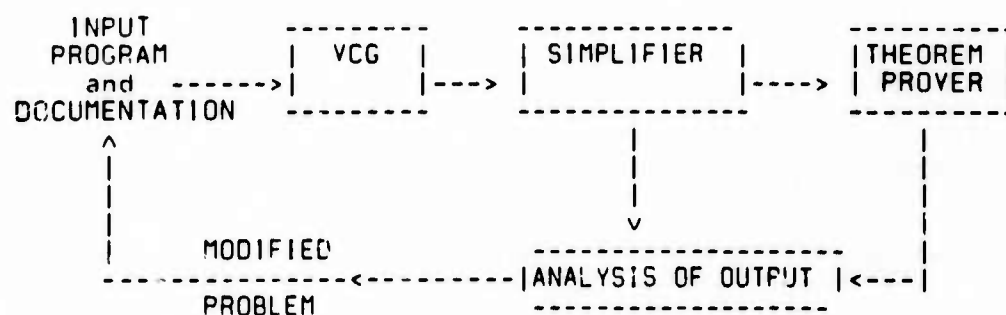 INPUT
PROGRAM
and
DOCUMENTATION
VCG
SIMPLIFIER
THEOREM
PROVER
MODIFIED
PROBLEM
ANALYSIS OF OUTPUT